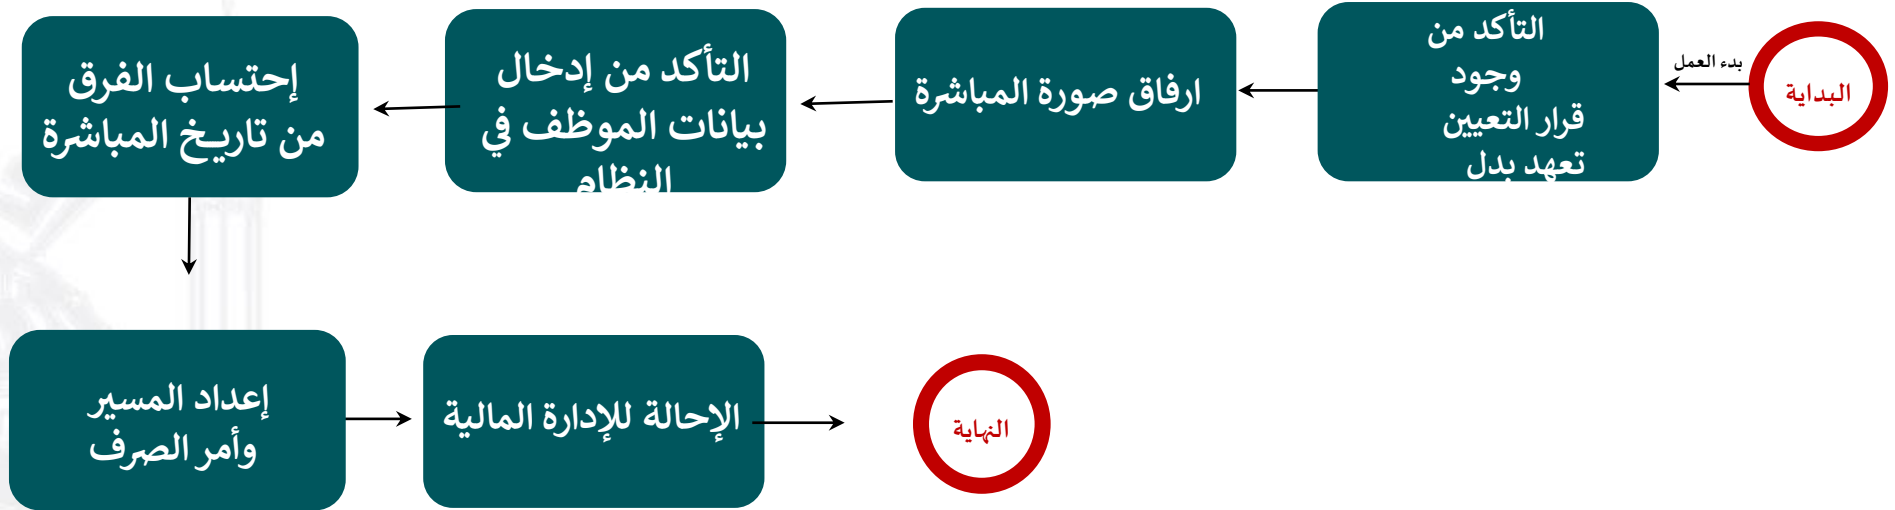 البداية
بدء العمل
التأكد من
وجود
قرار التعيين
تعهد بدل
ارفاق صورة المباشرة
التأكد من إدخال
بيانات الموظف في
النظام
إحتساب الفرق
من تاريخ المباشرة
إعداد المسير
وأمر الصرف
الإحالة للإدارة المالية
النهاية